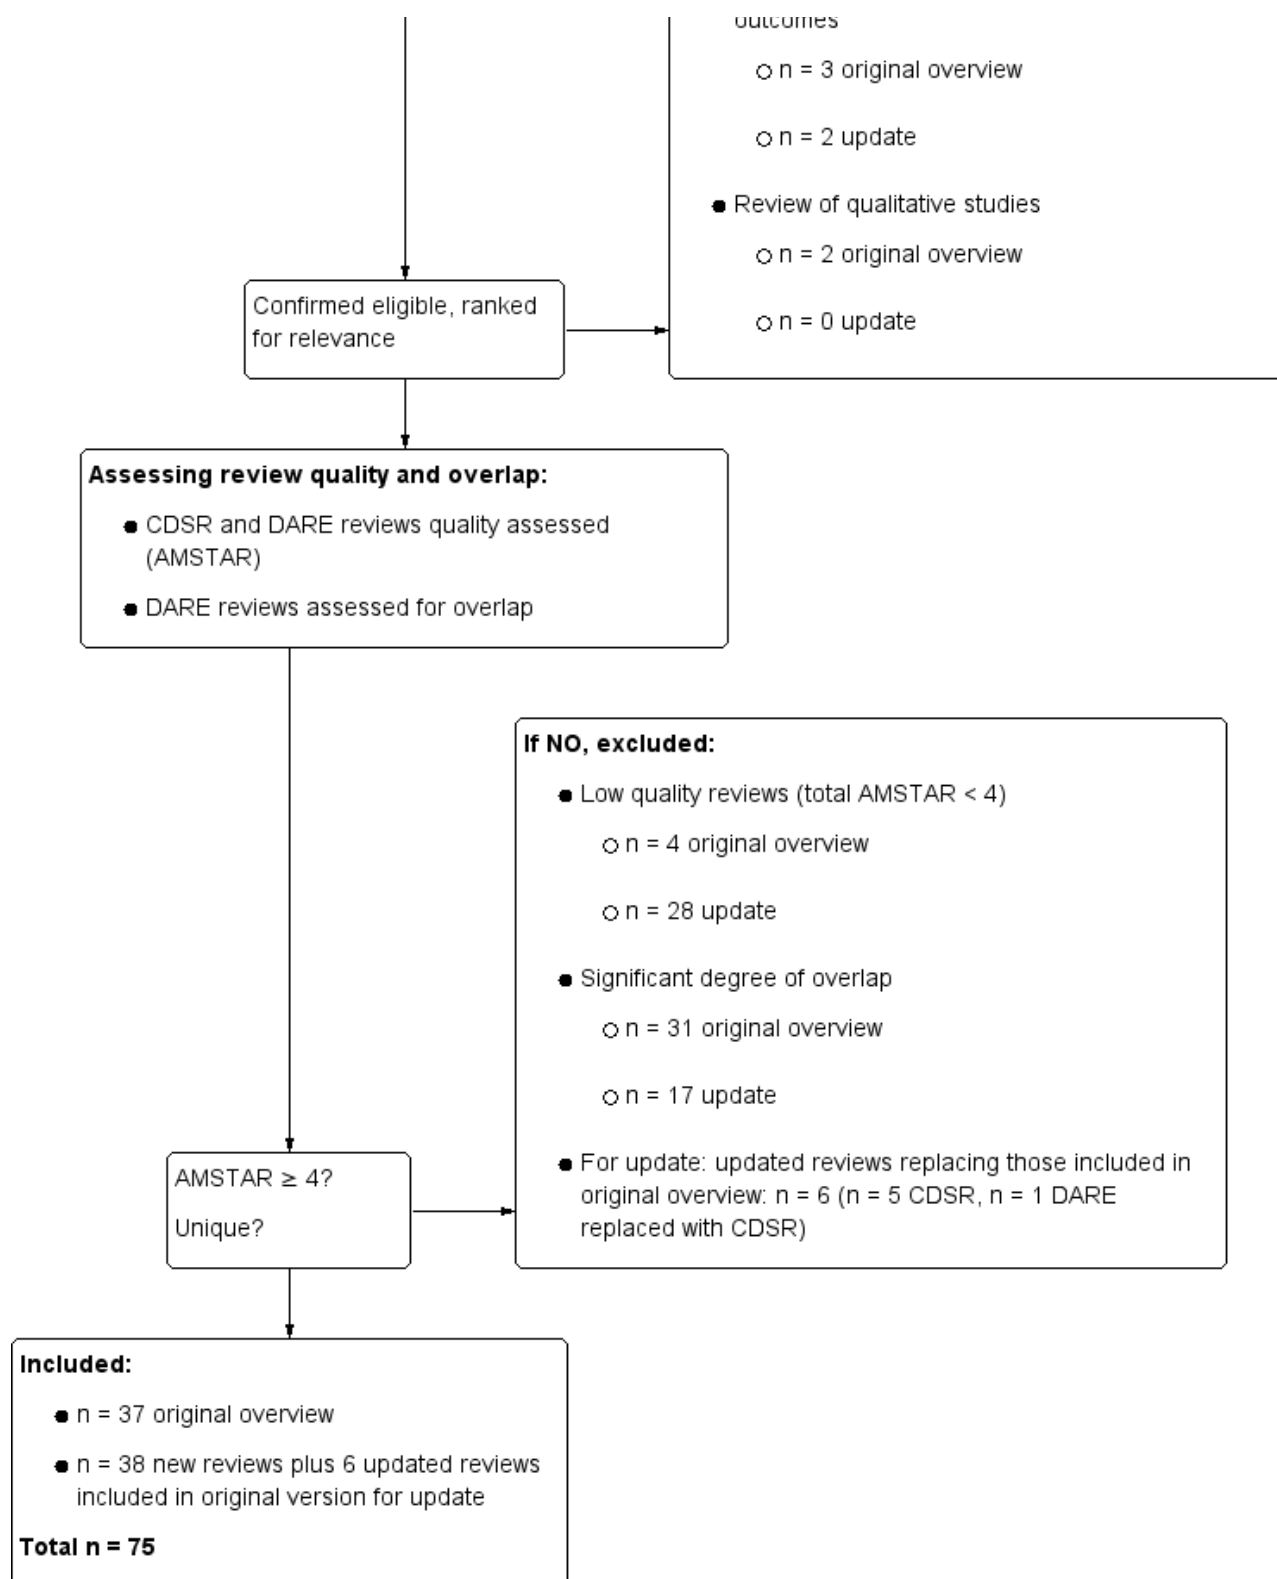 outcomes
n = 3 original overview
n = 2 update
Review of qualitative studies
n = 2 original overview
n = 0 update
Confirmed eligible, ranked
for relevance
Assessing review quality and overlap:
CDSR and DARE reviews quality assessed
(AMSTAR)
DARE reviews assessed for overlap
If NO, excluded:
Low quality reviews (total AMSTAR < 4)
n = 4 original overview
n = 28 update
Significant degree of overlap
n = 31 original overview
n = 17 update
For update: updated reviews replacing those included in
original overview: n = 6 (n = 5 CDSR, n = 1 DARE
replaced with CDSR)
AMSTAR ≥ 4?
Unique?
Included:
n = 37 original overview
n = 38 new reviews plus 6 updated reviews
included in original version for update
Total n = 75